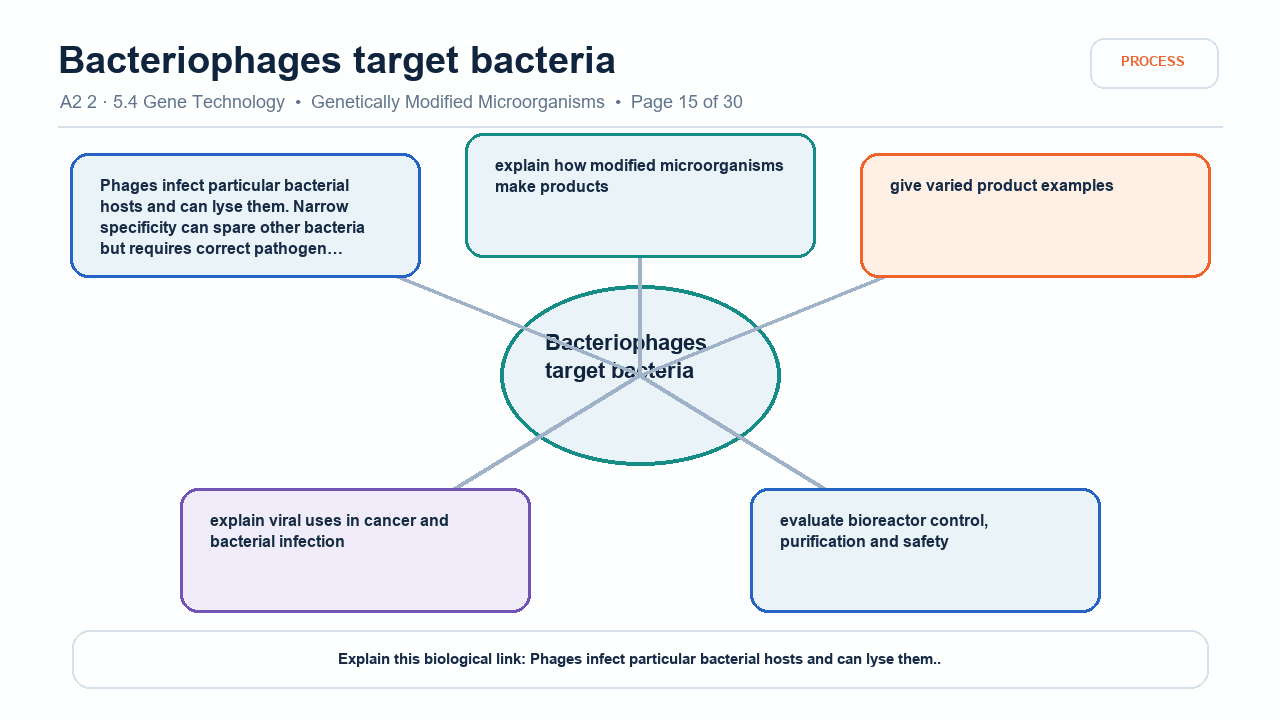 Bacteriophages target bacteria
PROCESS
A2 2 · 5.4 Gene Technology • Genetically Modified Microorganisms • Page 15 of 30
Phages infect particular bacterial
hosts and can lyse them. Narrow
specificity can spare other bacteria
but requires correct pathogen…
explain how modified microorganisms
make products
give varied product examples
Bacteriophages
target bacteria
explain viral uses in cancer and
bacterial infection
evaluate bioreactor control,
purification and safety
Explain this biological link: Phages infect particular bacterial hosts and can lyse them..